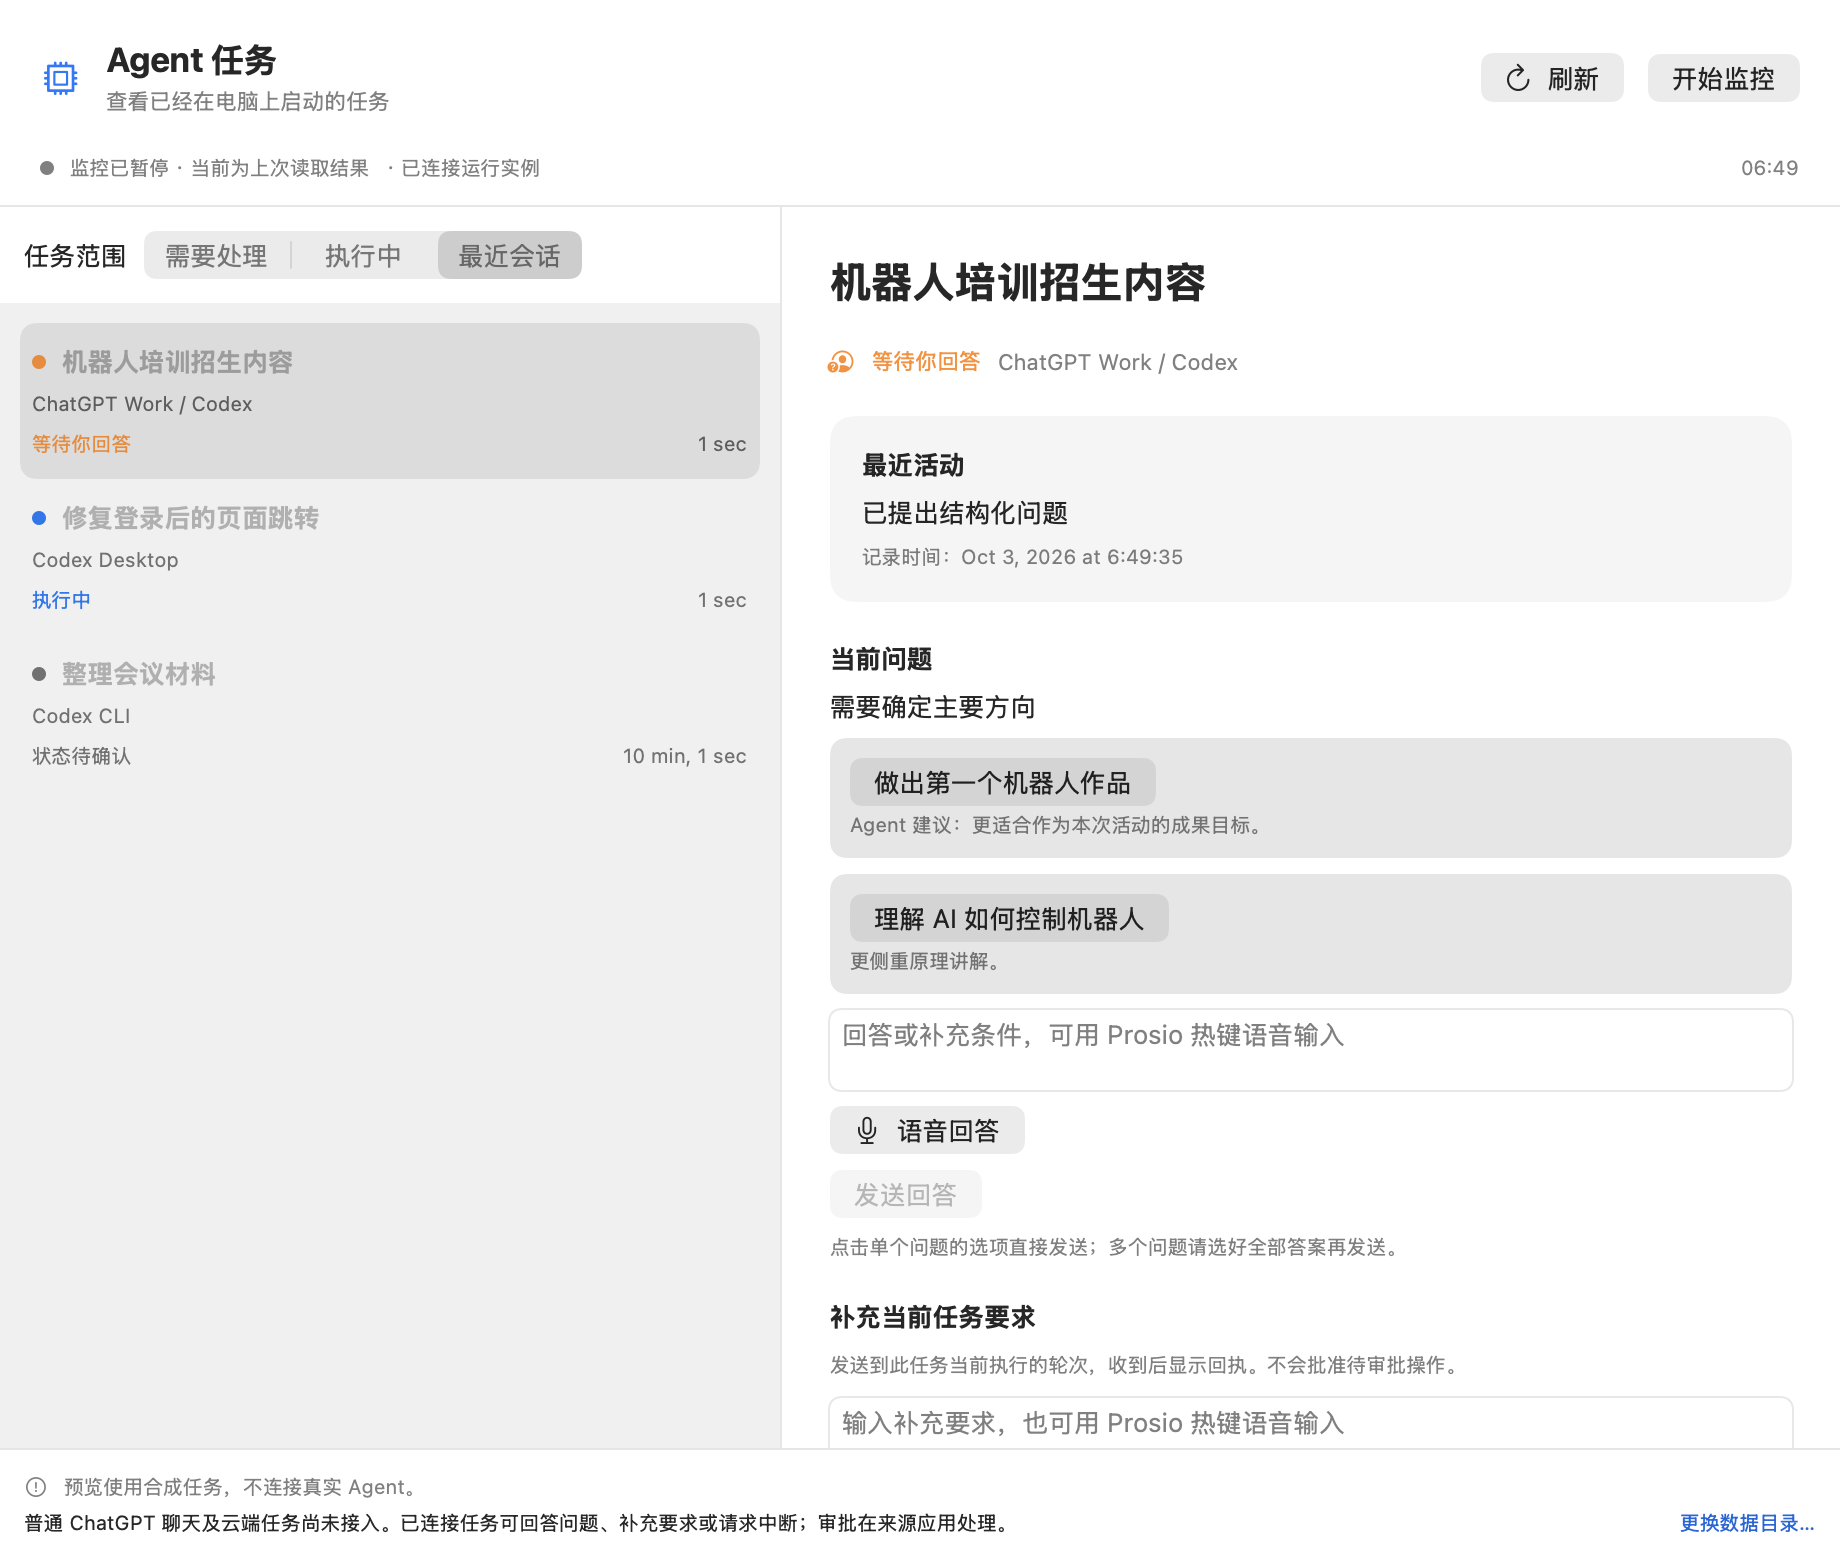 Agent 任务
查看已经在电脑上启动的任务
刷新
开始监控
监控已暂停 · 当前为上次读取结果 · 已连接运行实例
06:49
任务范围
需要处理
执行中
最近会话
机器人培训招生内容
ChatGPT Work / Codex
等待你回答
1 sec
修复登录后的页面跳转
Codex Desktop
执行中
1 sec
整理会议材料
Codex CLI
状态待确认
10 min, 1 sec
机器人培训招生内容
等待你回答 ChatGPT Work / Codex
最近活动
已提出结构化问题
记录时间：Oct 3, 2026 at 6:49:35
当前问题
需要确定主要方向
做出第一个机器人作品
Agent 建议：更适合作为本次活动的成果目标。
理解 AI 如何控制机器人
更侧重原理讲解。
回答或补充条件，可用 Prosio 热键语音输入
语音回答
发送回答
点击单个问题的选项直接发送；多个问题请选好全部答案再发送。
补充当前任务要求
发送到此任务当前执行的轮次，收到后显示回执。不会批准待审批操作。
输入补充要求，也可用 Prosio 热键语音输入
预览使用合成任务，不连接真实 Agent。
普通 ChatGPT 聊天及云端任务尚未接入。已连接任务可回答问题、补充要求或请求中断；审批在来源应用处理。
更换数据目录...